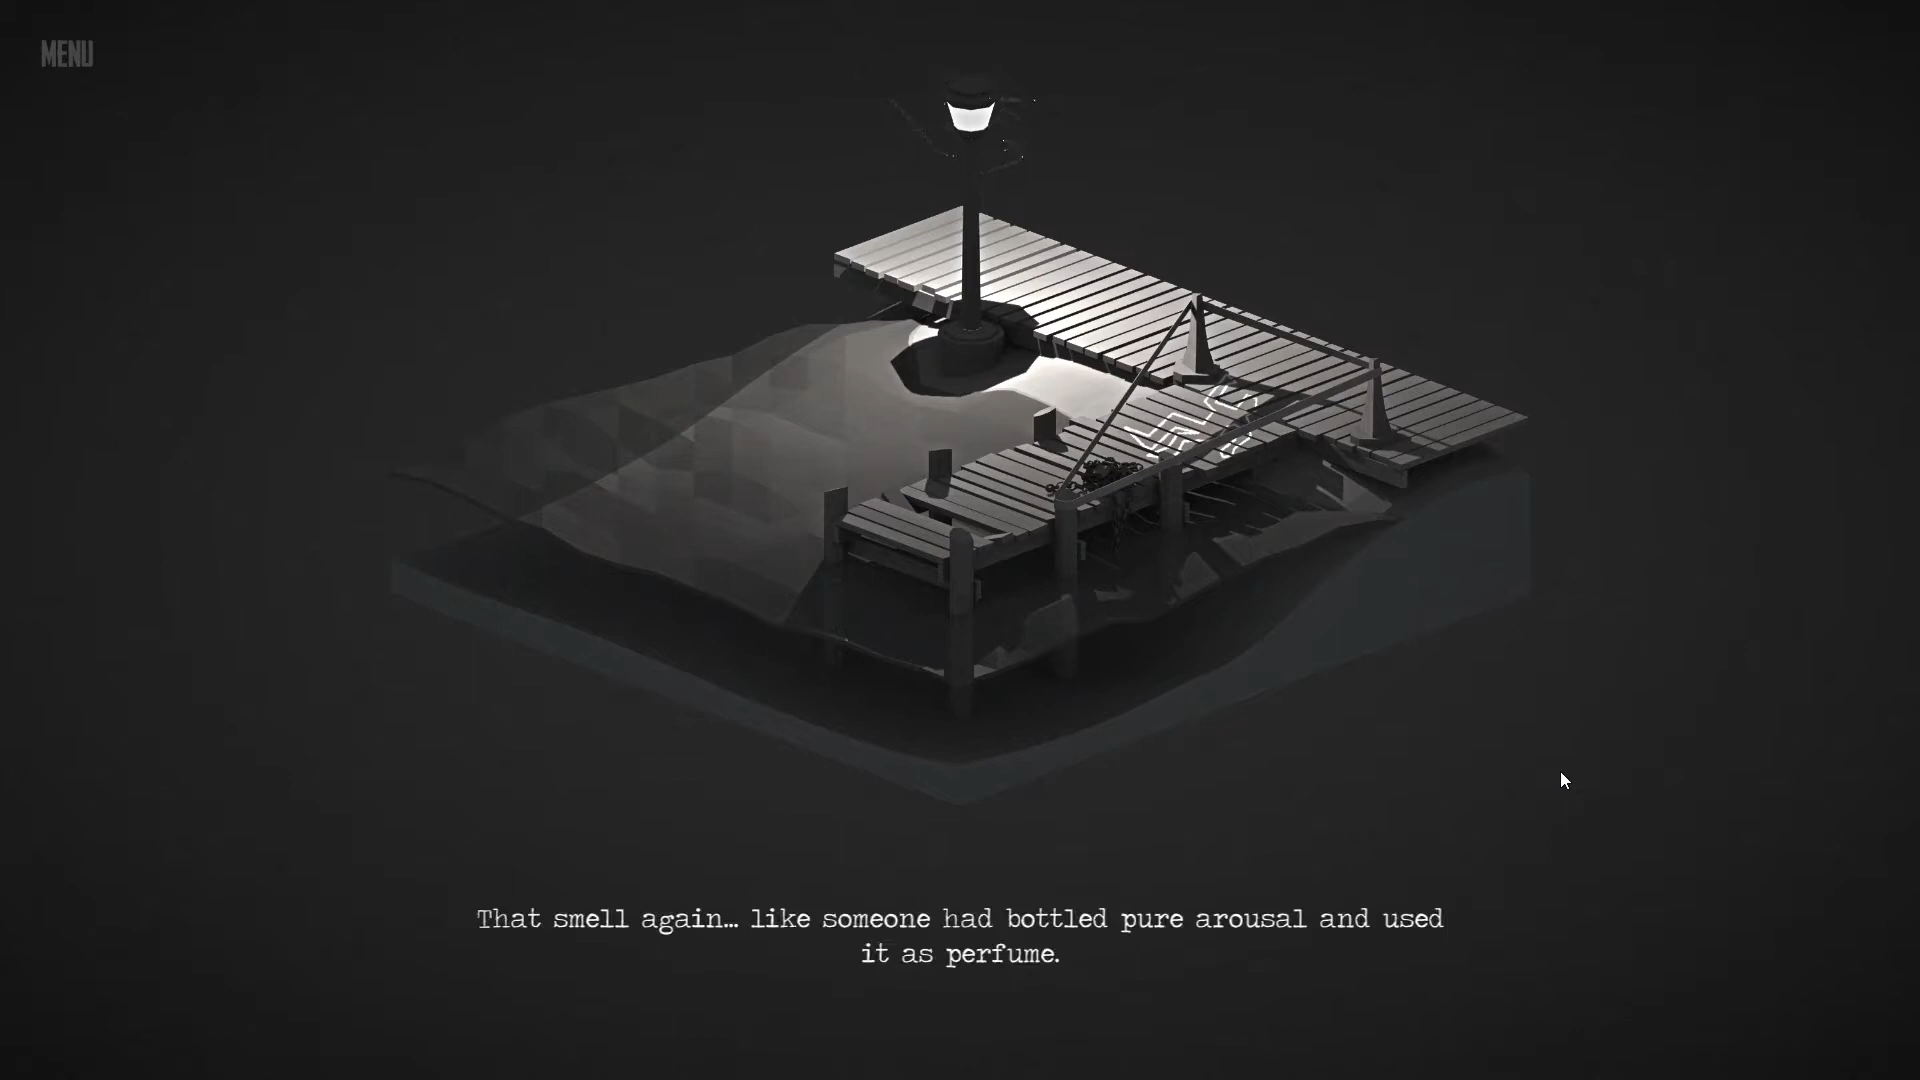 MENU
That smell again… like someone had bottled pure arousal and used
it as perfume.